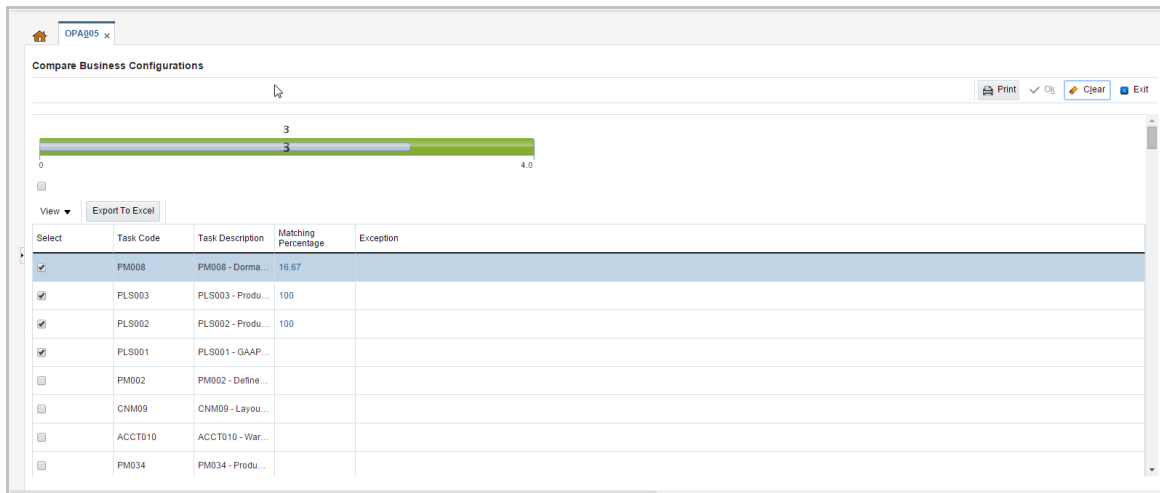 OPA005 ×
Compare Business Configurations
Print Ok Clear Exit
3
3
0 4.0
View Export To Excel
Select Task Code Task Description Matching Percentage Exception
PM008 PM008 - Dorma... 16.67
PLS003 PLS003 - Produ... 100
PLS002 PLS002 - Produ... 100
PLS001 PLS001 - GAAP...
PM002 PM002 - Define...
CNM09 CNM09 - Layou...
ACCT010 ACCT010 - War...
PM034 PM034 - Produ...